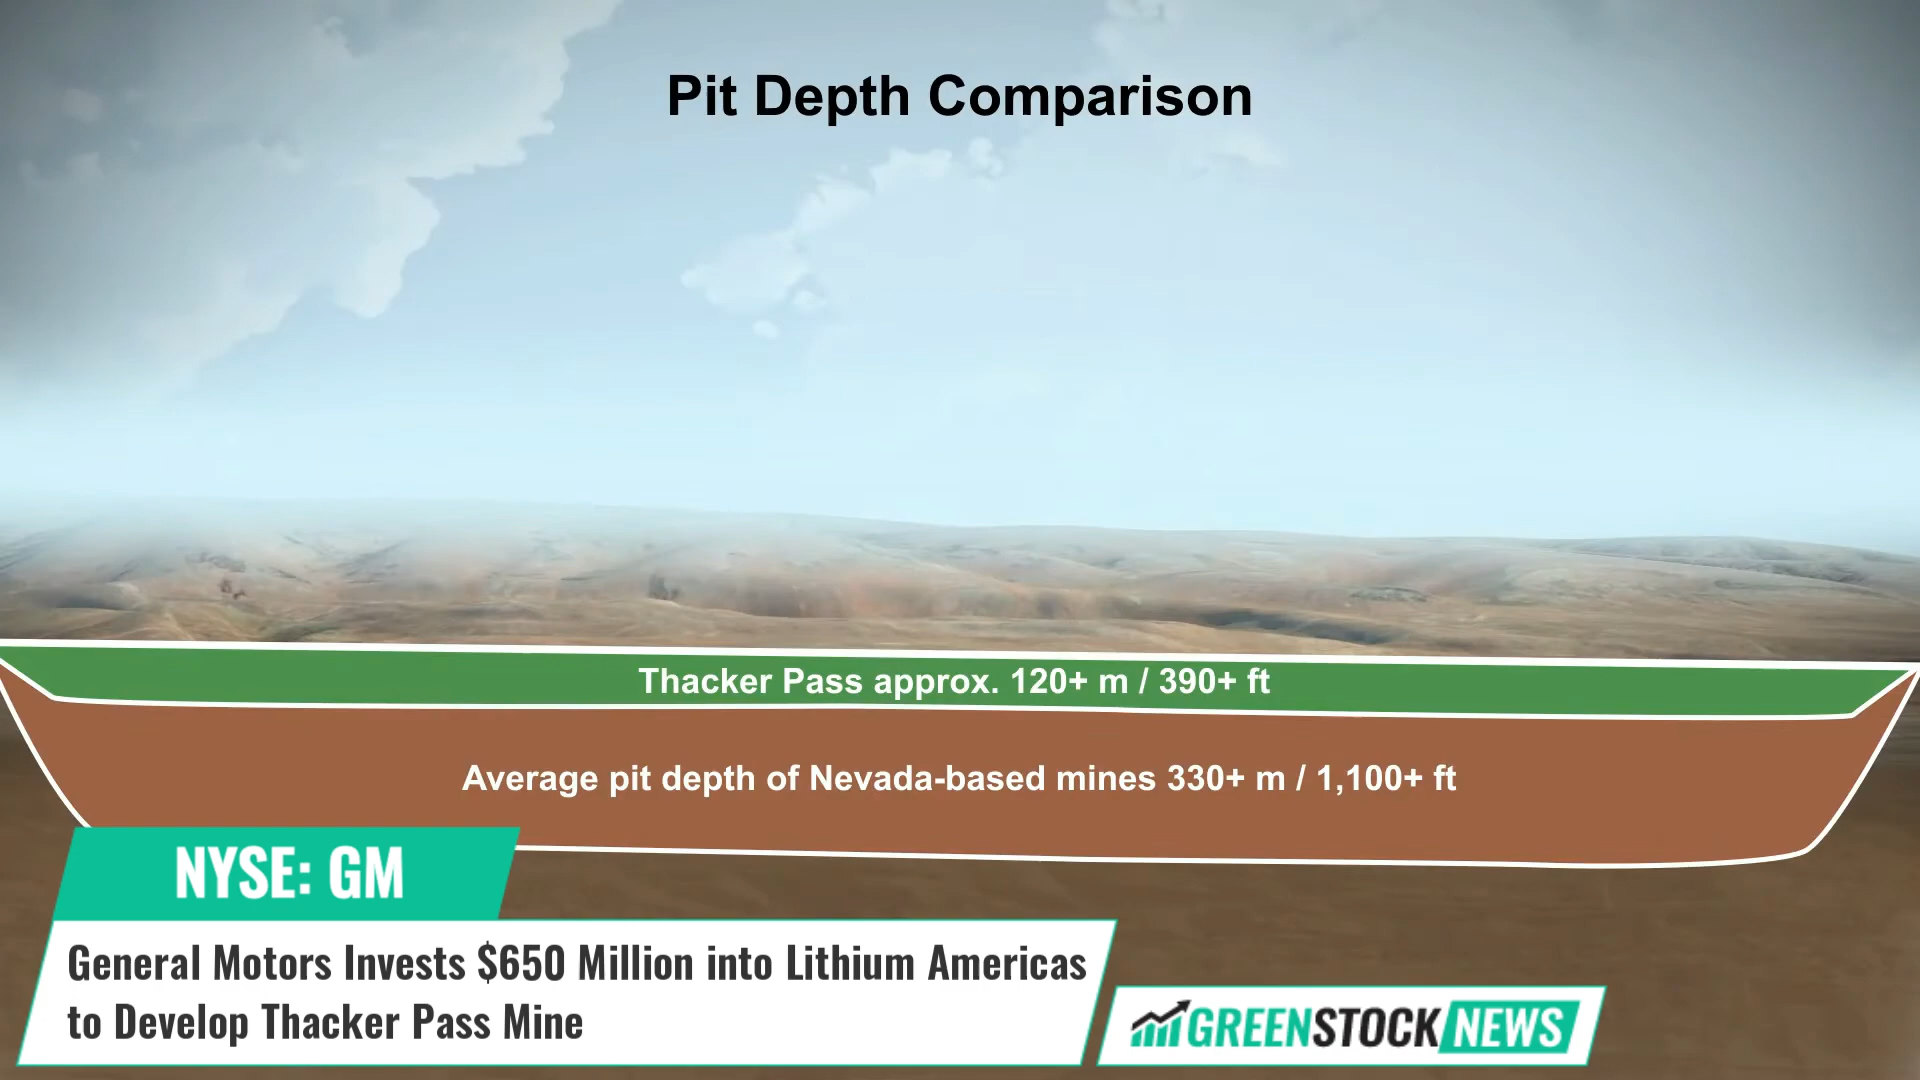 Pit Depth Comparison
Thacker Pass approx. 120+ m / 390+ ft
Average pit depth of Nevada-based mines 330+ m / 1,100+ ft
NYSE: GM
General Motors Invests $650 Million into Lithium Americas
to Develop Thacker Pass Mine
GREENSTOCK NEWS